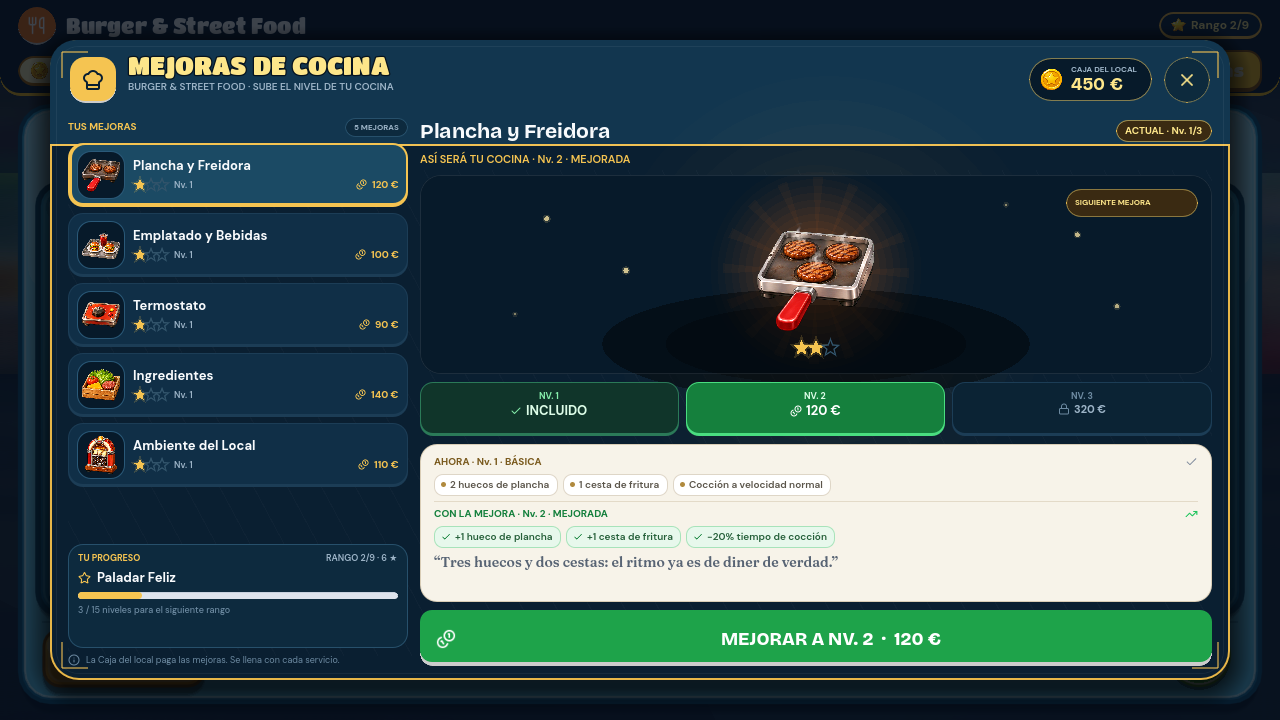 Burger & Street Food
Rango 2/9
MEJORAS DE COCINA
BURGER & STREET FOOD · SUBE EL NIVEL DE TU COCINA
CAJA DEL LOCAL
450 €
TUS MEJORAS
5 MEJORAS
Plancha y Freidora
Nv. 1
120 €
Emplatado y Bebidas
Nv. 1
100 €
Termostato
Nv. 1
90 €
Ingredientes
Nv. 1
140 €
Ambiente del Local
Nv. 1
110 €
TU PROGRESO
RANGO 2/9 · 6 ★
Paladar Feliz
3 / 15 niveles para el siguiente rango
La Caja del local paga las mejoras. Se llena con cada servicio.
Plancha y Freidora
ACTUAL · Nv. 1/3
ASÍ SERÁ TU COCINA · Nv. 2 · MEJORADA
SIGUIENTE MEJORA
NV. 1
INCLUIDO
NV. 2
120 €
NV. 3
320 €
AHORA · Nv. 1 · BÁSICA
2 huecos de plancha
1 cesta de fritura
Cocción a velocidad normal
CON LA MEJORA · Nv. 2 · MEJORADA
+1 hueco de plancha
+1 cesta de fritura
-20% tiempo de cocción
“Tres huecos y dos cestas: el ritmo ya es de diner de verdad.”
MEJORAR A NV. 2 · 120 €